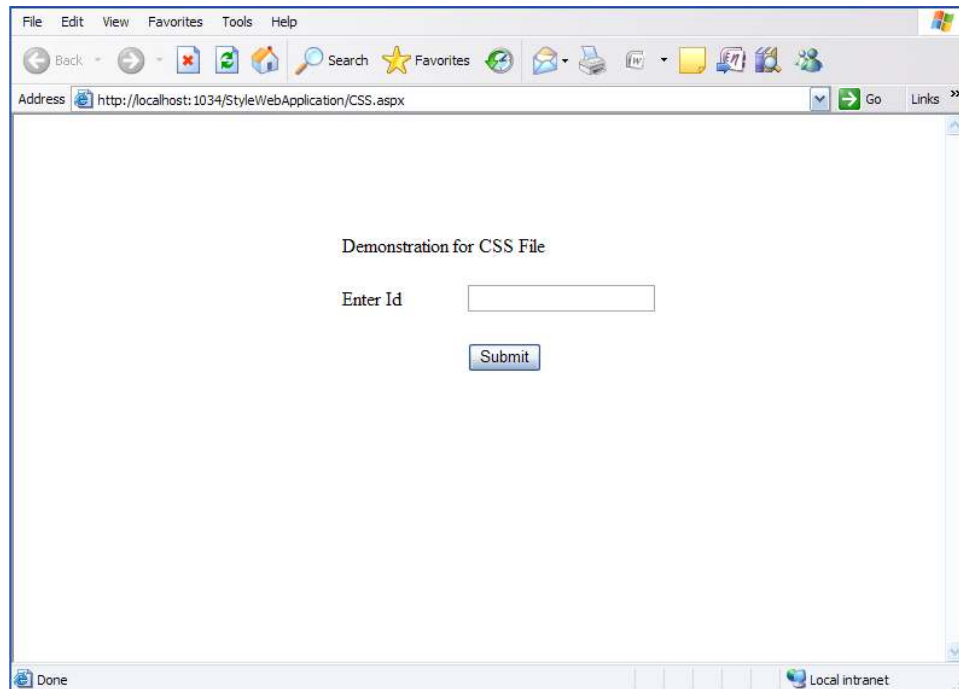 File Edit View Favorites Tools Help
Back Search Favorites
Address http://localhost:1034/StyleWebApplication/CSS.aspx Go Links »
Demonstration for CSS File
Enter Id
Submit
Done Local intranet